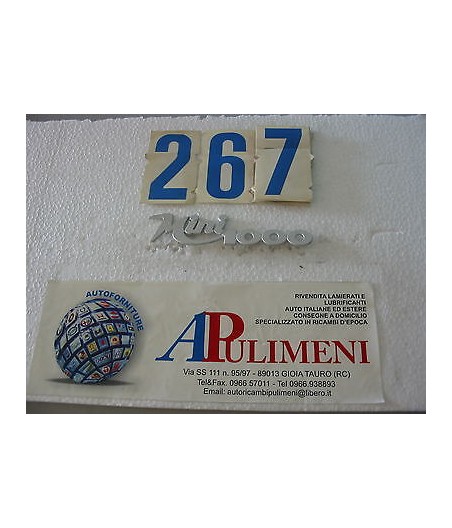 267
Mini 1000
AUTOFORNITURE
RIVENDITA LAMIERATI E
LUBRIFICANTI
AUTO ITALIANE ED ESTERE
CONSEGNE A DOMICILIO
SPECIALIZZATO IN RICAMBI D'EPOCA
APULIMENI
Via SS 111 n. 95/97 - 89013 GIOIA TAURO (RC)
Tel&Fax. 0966 57011 - Tel 0966.938893
Email: autoricambipulimeni@libero.it